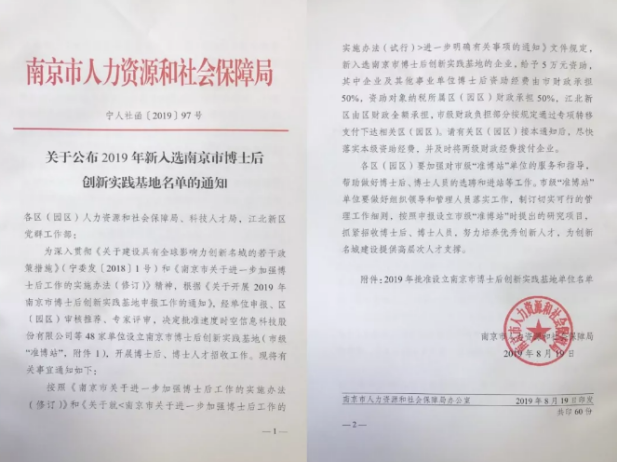 南京市人力资源和社会保障局
宁人社函〔2019〕97号
关于公布2019年新入选南京市博士后
创新实践基地名单的通知
各区（园区）人力资源和社会保障局、科技人才局，江北新区
党群工作部：
为深入贯彻《关于建设具有全球影响力创新名城的若干政
策措施》（宁委发〔2018〕1号）和《南京市关于进一步加强博
士后工作的实施办法（修订）》精神，根据《关于开展2019年
南京市博士后创新实践基地申报工作的通知》，经单位申报、区
（园区）审核推荐、专家评审，决定批准速度时空信息科技股
份有限公司等48家单位设立南京市博士后创新实践基地（市级
“准博站”，附件1），开展博士后、博士人才招收工作。现将有
关事宜通知如下：
按照《南京市关于进一步加强博士后工作的实施办法
（修订）》和《关于就<南京市关于进一步加强博士后工作的
—1—
实施办法（试行）>进一步明确有关事项的通知》文件规定，
新入选南京市博士后创新实践基地的企业，给予5万元资助，
其中企业及其他事业单位博士后资助经费由市财政承担
50%，资助对象纳税所属区（园区）财政承担50%，江北新
区由区财政全额承担，市级财政负担部分按规定通过专项转移
支付下达相关区（园区）。请有关区（园区）接本通知后，尽快
落实本级资助经费，并及时将两级财政经费拨付企业。
各区（园区）要加强对市级“准博站”单位的服务和指导，
帮助做好博士后、博士人员的选聘和进站等工作。市级“准博站”
单位要做好组织领导和管理人员落实工作，制订切实可行的管
理工作细则，按照申报设立市级“准博站”时提出的研究项目，
抓紧招收博士后、博士人员，努力培养优秀创新人才，为创新
名城建设提供高层次人才支撑。
附件：2019年批准设立南京市博士后创新实践基地单位名单
南京市人力资源和社会保障局
2019年8月19日
南京市人力资源和社会保障局办公室 2019年8月19日印发
共印60份
—2—